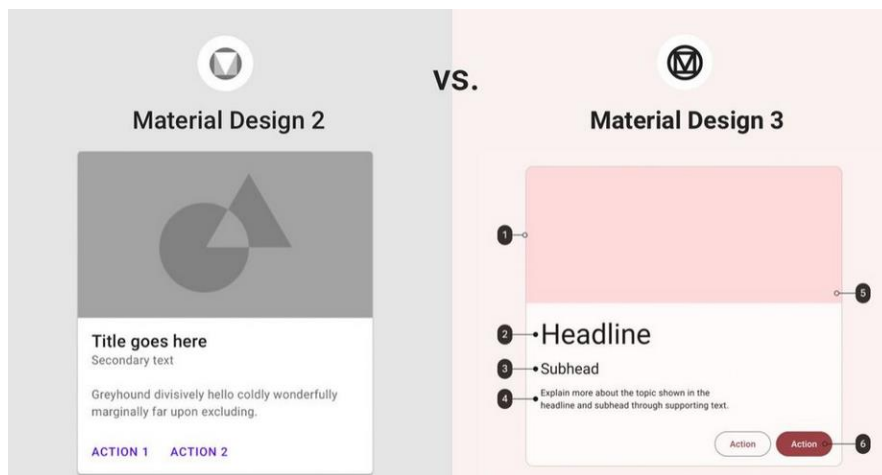 VS.
Material Design 2
Title goes here
Secondary text
Greyhound divisively hello coldly wonderfully
marginally far upon excluding.
ACTION 1 ACTION 2
Material Design 3
1
5
2 Headline
3 Subhead
4 Explain more about the topic shown in the
headline and subhead through supporting text.
Action Action 6